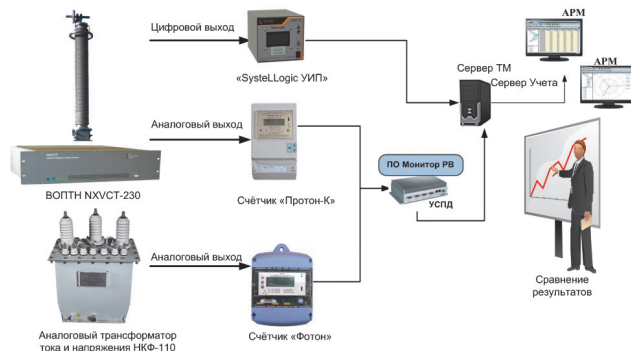 Цифровой выход
«SysteLLogic УИП»
Аналоговый выход
ВОПТН NXVCT-230
Счётчик «Протон-К»
Аналоговый выход
Аналоговый трансформатор
тока и напряжения НКФ-110
Счётчик «Фотон»
ПО Монитор РВ
УСПД
Сервер ТМ
Сервер Учета
АРМ
АРМ
Сравнение
результатов